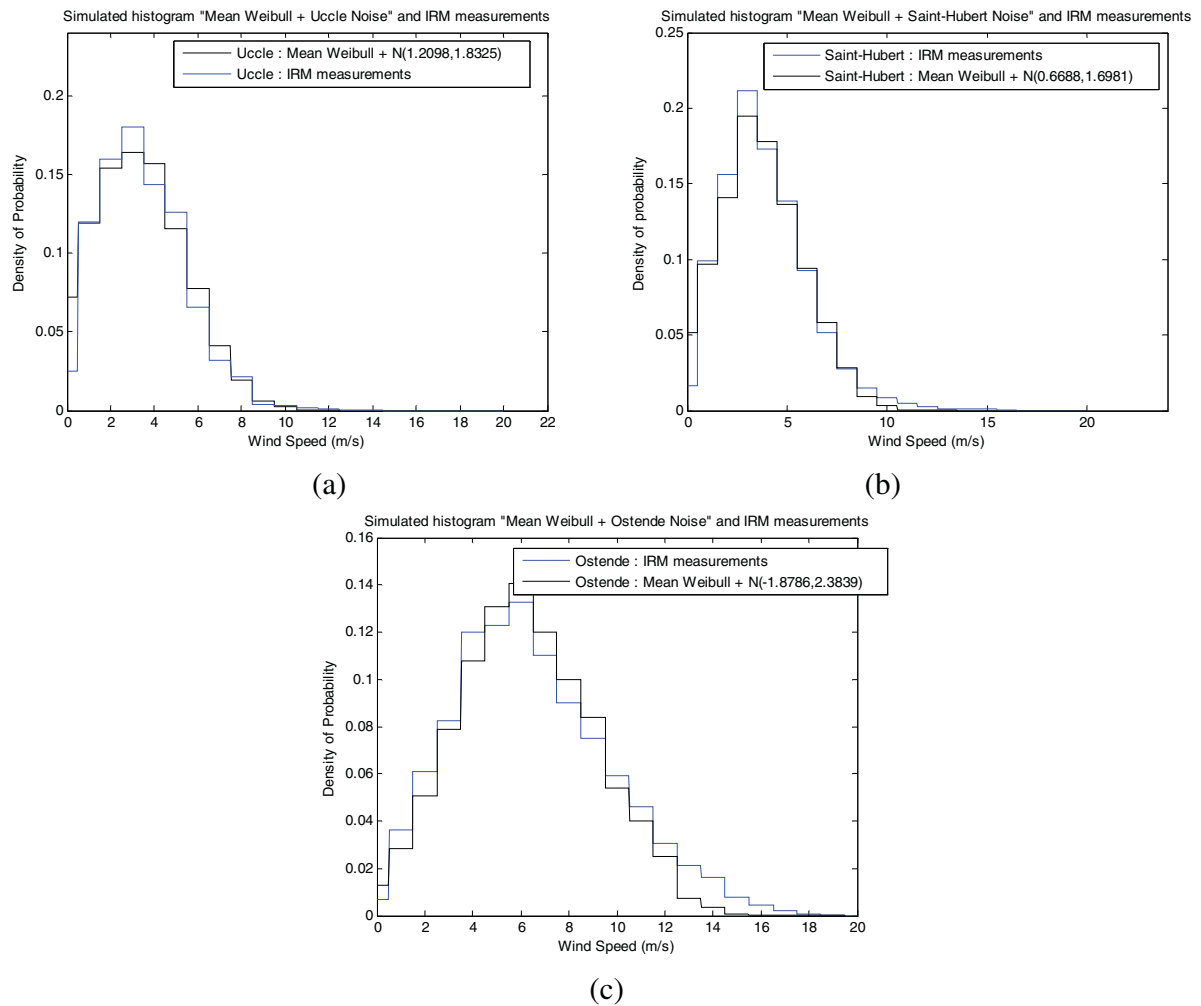 Simulated histogram "Mean Weibull + Uccle Noise" and IRM measurements
Uccle : Mean Weibull + N(1.2098,1.8325)
Uccle : IRM measurements
Density of Probability
0.2
0.15
0.1
0.05
0
0 2 4 6 8 10 12 14 16 18 20 22
Wind Speed (m/s)
(a)
Simulated histogram "Mean Weibull + Saint-Hubert Noise" and IRM measurements
Saint-Hubert : IRM measurements
Saint-Hubert : Mean Weibull + N(0.6688,1.6981)
Density of probability
0.25
0.2
0.15
0.1
0.05
0
0 5 10 15 20
Wind Speed (m/s)
(b)
Simulated histogram "Mean Weibull + Ostende Noise" and IRM measurements
Ostende : IRM measurements
Ostende : Mean Weibull + N(-1.8786,2.3839)
Density of Probability
0.16
0.14
0.12
0.1
0.08
0.06
0.04
0.02
0
0 2 4 6 8 10 12 14 16 18 20
Wind Speed (m/s)
(c)